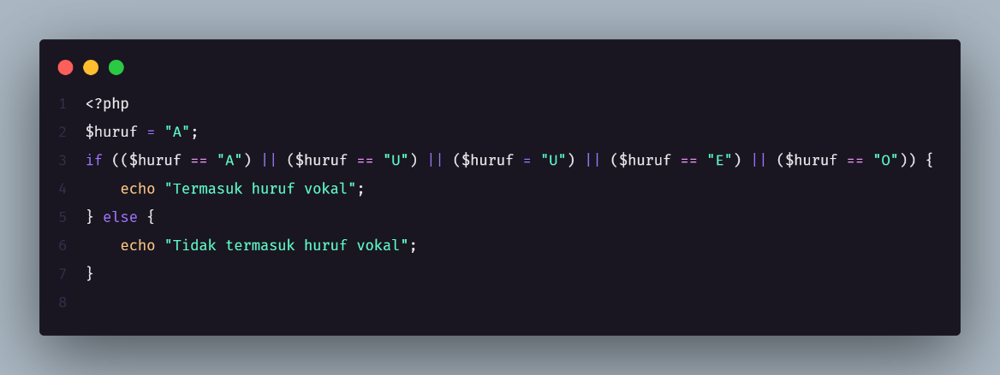 1 <?php
2 $huruf = "A";
3 if (($huruf == "A") || ($huruf == "U") || ($huruf = "U") || ($huruf == "E") || ($huruf == "O")) {
4     echo "Termasuk huruf vokal";
5 } else {
6     echo "Tidak termasuk huruf vokal";
7 }
8